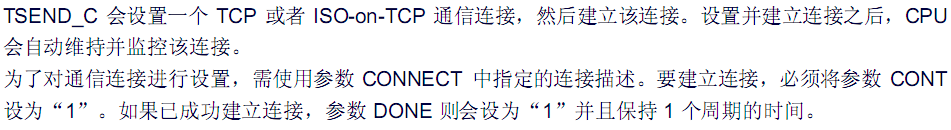 TSEND_C 会设置一个 TCP 或者 ISO-on-TCP 通信连接，然后建立该连接。设置并建立连接之后，CPU
会自动维持并监控该连接。
为了对通信连接进行设置，需使用参数 CONNECT 中指定的连接描述。要建立连接，必须将参数 CONT
设为“1”。如果已成功建立连接，参数 DONE 则会设为“1”并且保持 1 个周期的时间。